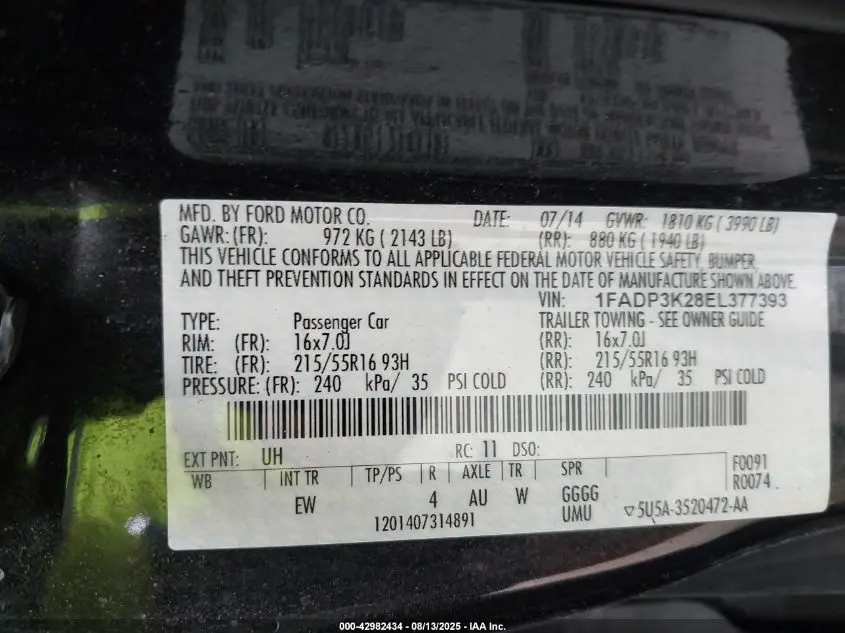 MFD. BY FORD MOTOR CO. DATE: 07/14 GVWR: 1810 KG ( 3990 LB)
GAWR: (FR): 972 KG ( 2143 LB) (RR): 880 KG ( 1940 LB)
THIS VEHICLE CONFORMS TO ALL APPLICABLE FEDERAL MOTOR VEHICLE SAFETY, BUMPER,
AND THEFT PREVENTION STANDARDS IN EFFECT ON THE DATE OF MANUFACTURE SHOWN ABOVE.
VIN: 1FADP3K28EL377393
TYPE: Passenger Car TRAILER TOWING - SEE OWNER GUIDE
RIM: (FR): 16x7.0J (RR): 16x7.0J
TIRE: (FR): 215/55R16 93H (RR): 215/55R16 93H
PRESSURE: (FR): 240 kPa/ 35 PSI COLD (RR): 240 kPa/ 35 PSI COLD
EXT PNT: UH RC: 11 DSO:
WB INT TR TP/PS R AXLE TR SPR F0091
R0074
EW 4 AU W GGGG
1201407314891 UMU ▽5U5A-3520472-AA
000-42982434 - 08/13/2025 - IAA Inc.